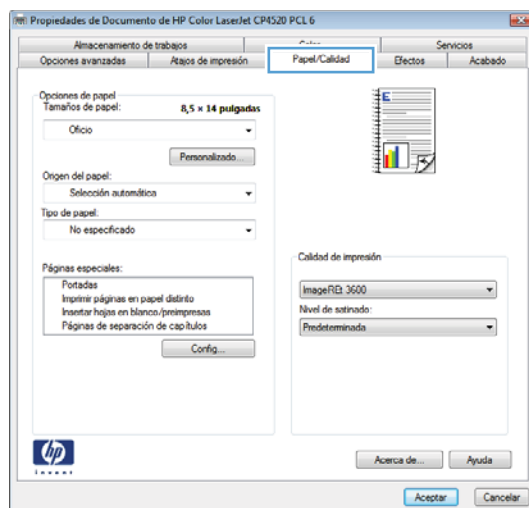 Propiedades de Documento de HP Color LaserJet CP4520 PCL 6
Almacenamiento de trabajos
Color
Servicios
Opciones avanzadas
Atajos de impresión
Papel/Calidad
Efectos
Acabado
Opciones de papel
Tamaños de papel:
8,5 × 14 pulgadas
Oficio
Personalizado...
Origen del papel:
Selección automática
Tipo de papel:
No especificado
Páginas especiales:
Portadas
Imprimir páginas en papel distinto
Insertar hojas en blanco/preimpresas
Páginas de separación de capítulos
Config...
E
Calidad de impresión
ImageREt 3600
Nivel de satinado:
Predeterminada
hp
invent
Acerca de...
Ayuda
Aceptar
Cancelar